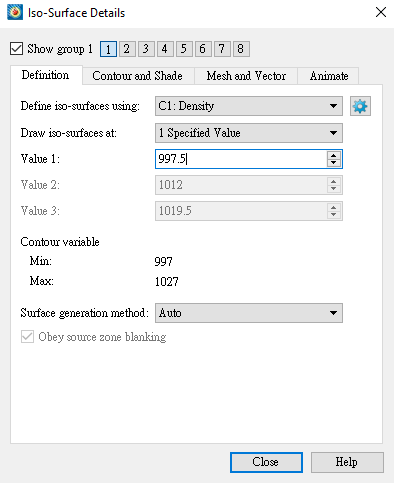 Iso-Surface Details
Show group 1 1 2 3 4 5 6 7 8
Definition Contour and Shade Mesh and Vector Animate
Define iso-surfaces using: C1: Density
Draw iso-surfaces at: 1 Specified Value
Value 1: 997.5
Value 2: 1012
Value 3: 1019.5
Contour variable
Min: 997
Max: 1027
Surface generation method: Auto
Obey source zone blanking
Close Help